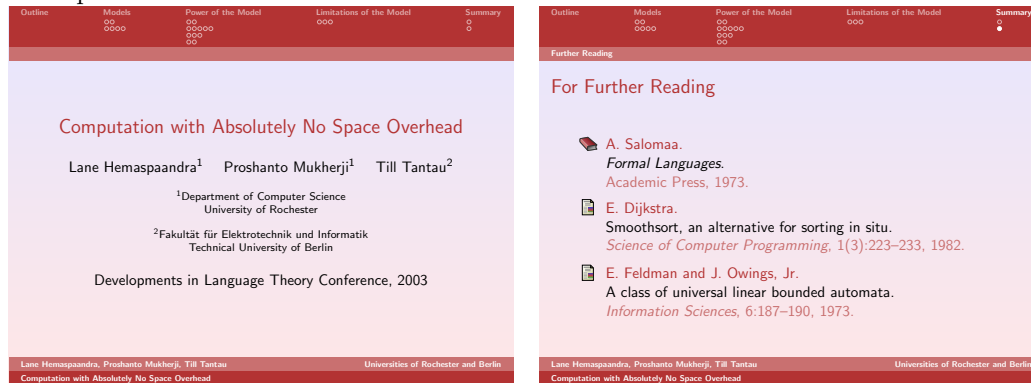 Outline Models Power of the Model Limitations of the Model Summary
Computation with Absolutely No Space Overhead
Lane Hemaspaandra¹ Proshanto Mukherji¹ Till Tantau²
¹Department of Computer Science
University of Rochester
²Fakultät für Elektrotechnik und Informatik
Technical University of Berlin
Developments in Language Theory Conference, 2003
Lane Hemaspaandra, Proshanto Mukherji, Till Tantau Universities of Rochester and Berlin
Computation with Absolutely No Space Overhead
Outline Models Power of the Model Limitations of the Model Summary
Further Reading
For Further Reading
A. Salomaa.
Formal Languages.
Academic Press, 1973.
E. Dijkstra.
Smoothsort, an alternative for sorting in situ.
Science of Computer Programming, 1(3):223–233, 1982.
E. Feldman and J. Owings, Jr.
A class of universal linear bounded automata.
Information Sciences, 6:187–190, 1973.
Lane Hemaspaandra, Proshanto Mukherji, Till Tantau Universities of Rochester and Berlin
Computation with Absolutely No Space Overhead